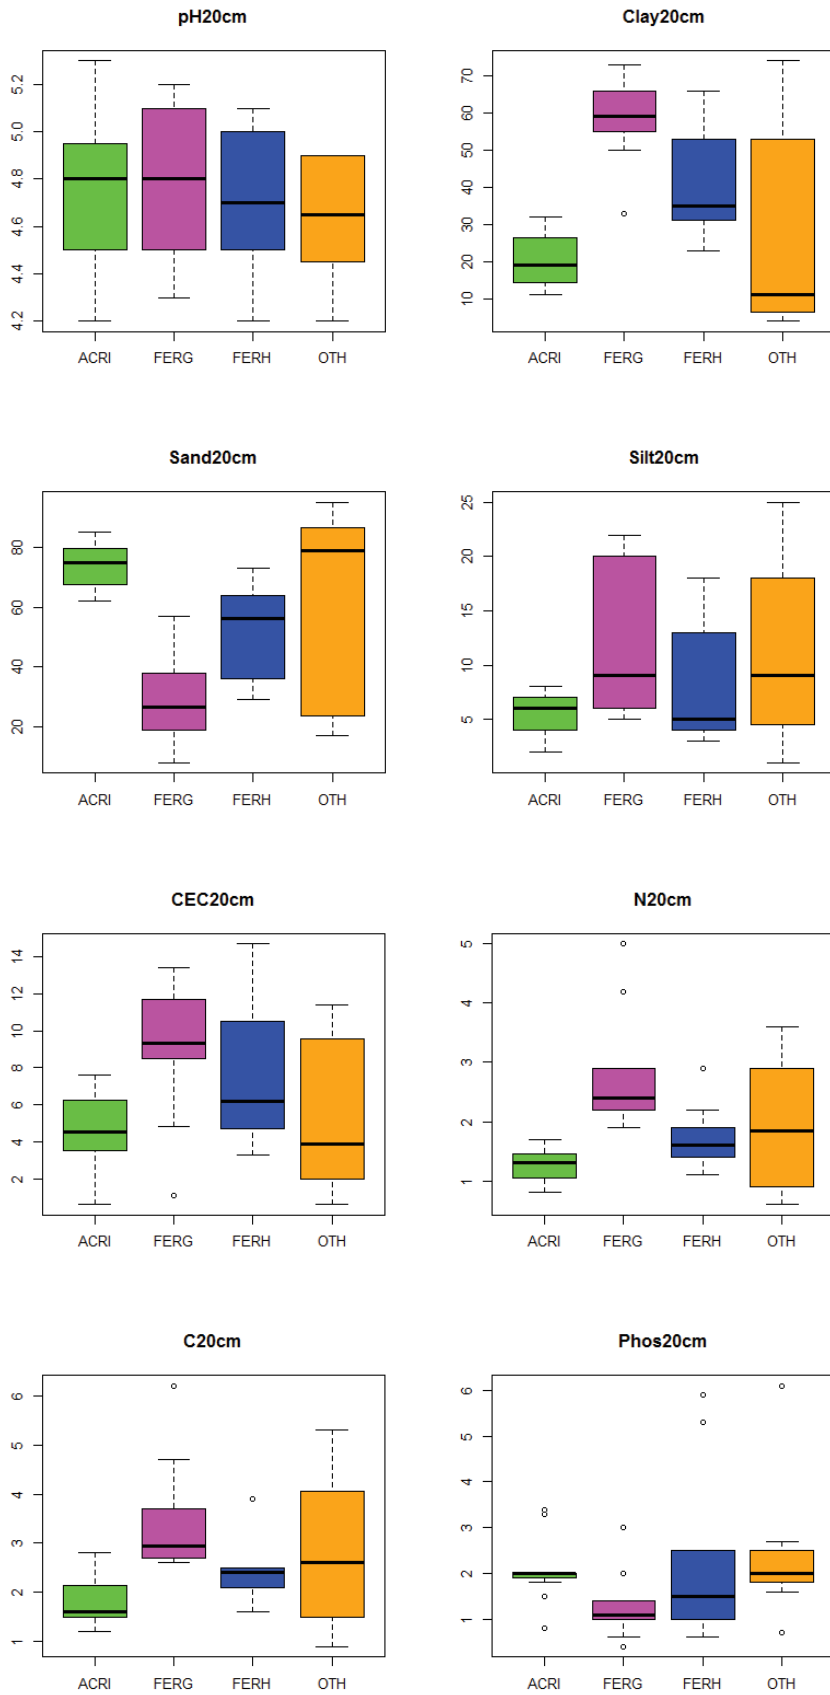 pH20cm
Clay20cm
5.2
5.0
4.8
4.6
4.4
4.2
ACRI FERG FERH OTH
70
60
50
40
30
20
10
ACRI FERG FERH OTH
Sand20cm
Silt20cm
80
60
40
20
ACRI FERG FERH OTH
25
20
15
10
5
ACRI FERG FERH OTH
CEC20cm
N20cm
14
12
10
8
6
4
2
ACRI FERG FERH OTH
5
4
3
2
1
ACRI FERG FERH OTH
C20cm
Phos20cm
6
5
4
3
2
1
ACRI FERG FERH OTH
6
5
4
3
2
1
ACRI FERG FERH OTH